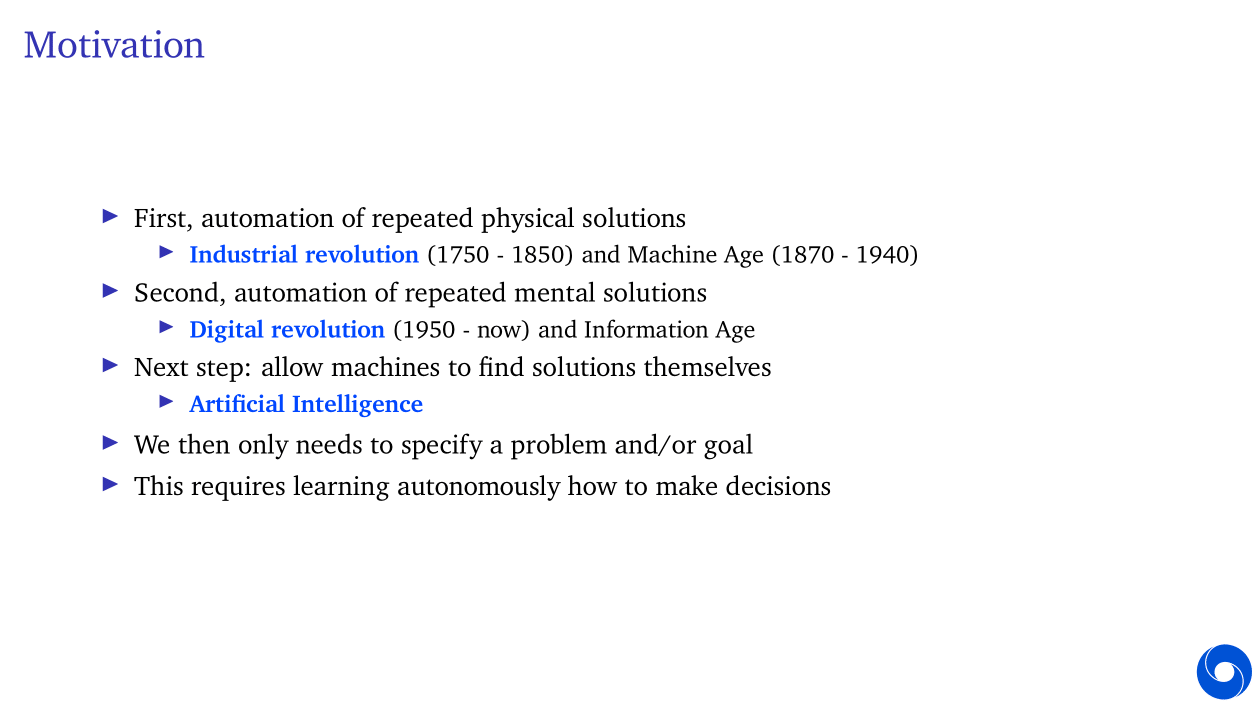 Motivation
First, automation of repeated physical solutions
Industrial revolution (1750 - 1850) and Machine Age (1870 - 1940)
Second, automation of repeated mental solutions
Digital revolution (1950 - now) and Information Age
Next step: allow machines to find solutions themselves
Artificial Intelligence
We then only needs to specify a problem and/or goal
This requires learning autonomously how to make decisions